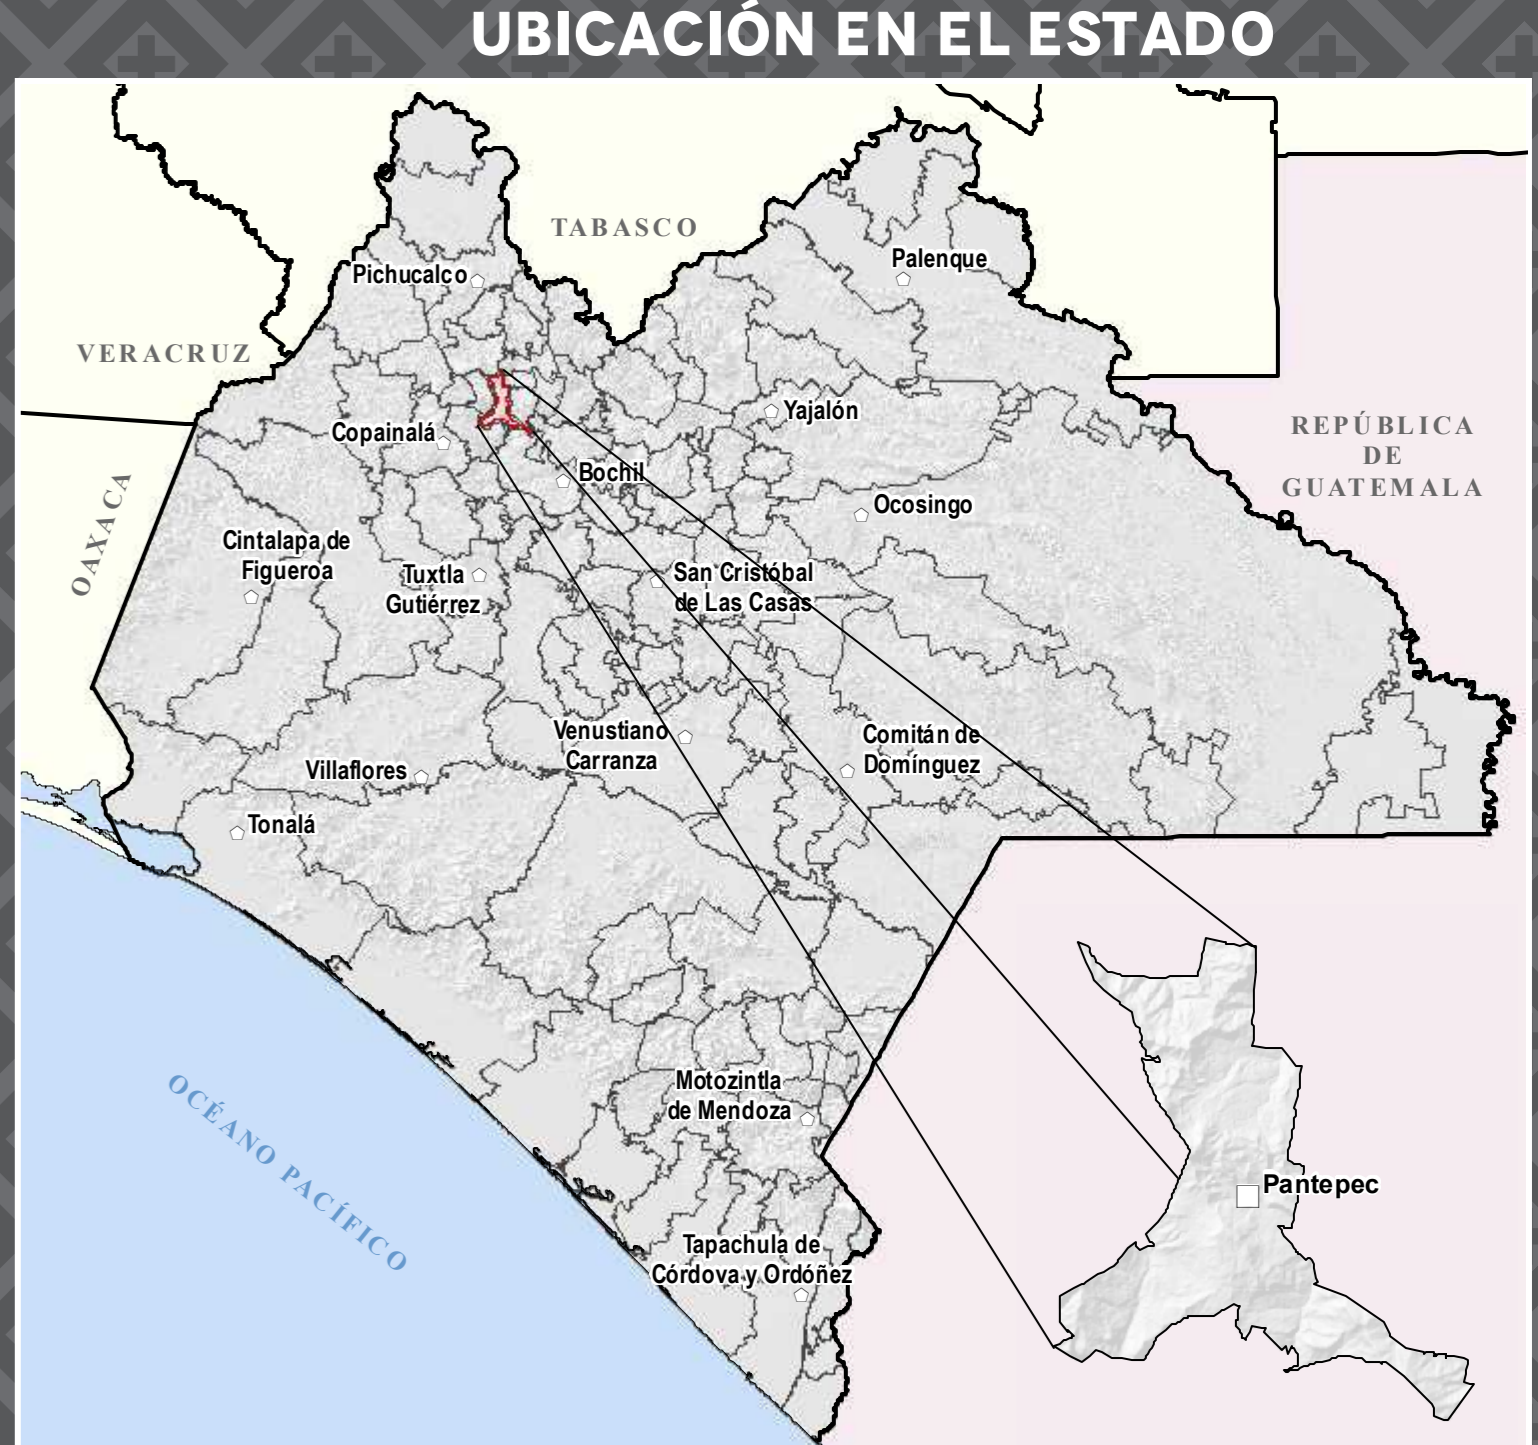 UBICACIÓN EN EL ESTADO
TABASCO
Palenque
Pichucalco
VERACRUZ
Yajalón
REPÚBLICA
DE
GUATEMALA
Copainalá
Bochil
OAXACA
Ocosingo
Cintalapa de
Figueroa
Tuxtla
Gutiérrez
San Cristóbal
de Las Casas
Venustiano
Carranza
Comitán de
Domínguez
Villaflores
Tonalá
Motozintla
de Mendoza
OCÉANO PACÍFICO
Pantepec
Tapachula de
Córdova y Ordóñez